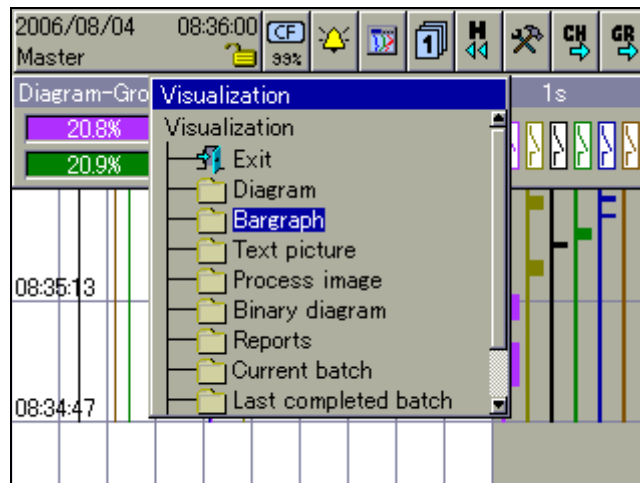 2006/08/04 08:36:00
Master
CF
99%
1
H
CH
GR
Diagram-Gro
1s
20.8%
20.9%
Visualization
Visualization
Exit
Diagram
Bargraph
Text picture
Process image
Binary diagram
Reports
Current batch
Last completed batch
08:35:13
08:34:47